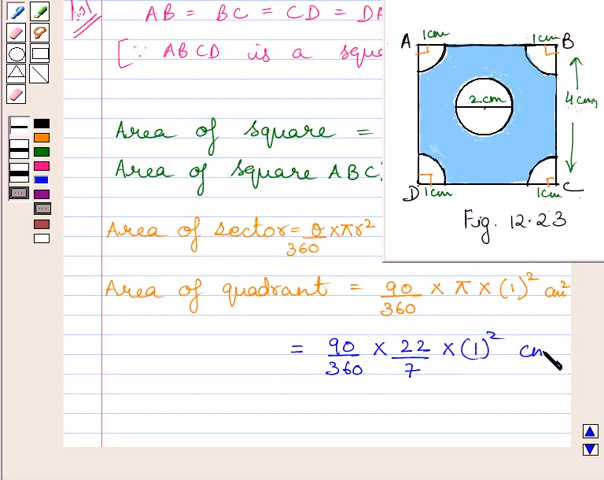 AB = BC = CD = DA
[∵ ABCD is a squa
Area of square =
Area of square ABC
Area of sector = θ/360 × πr²
Area of quadrant = 90/360 × π × (1)² cm²
= 90/360 × 22/7 × (1)² cm
A 1cm 1cm B
2cm
4cm
D 1cm 1cm C
Fig. 12.23